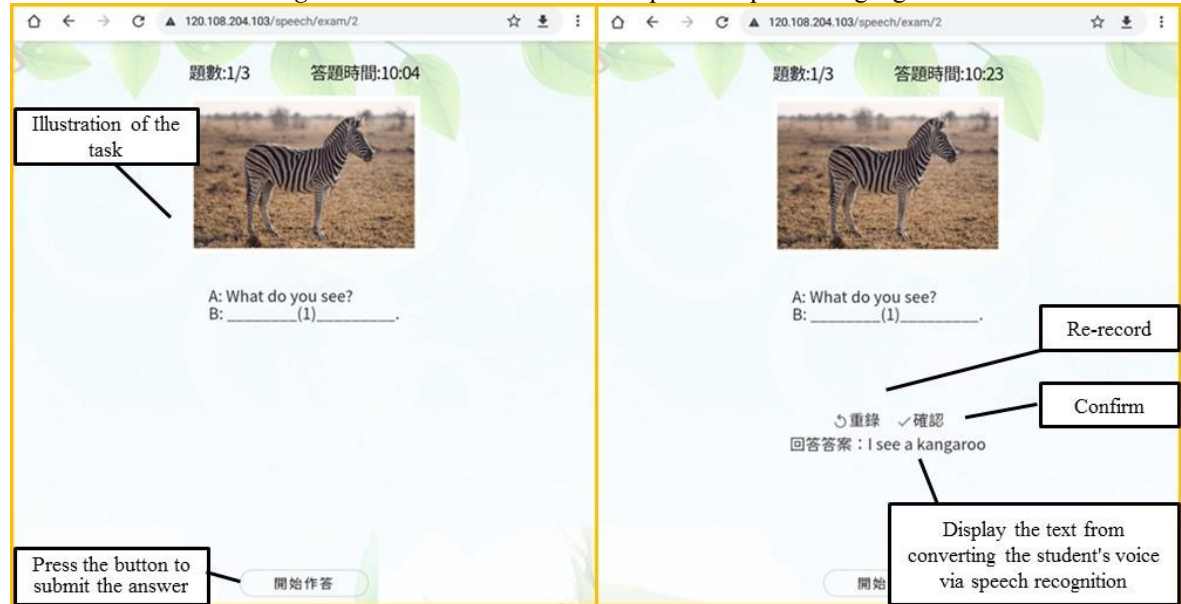 120.108.204.103/speech/exam/2
題數:1/3 答題時間:10:04
Illustration of the
task
A: What do you see?
B: ________(1)_________.
Press the button to
submit the answer
開始作答
120.108.204.103/speech/exam/2
題數:1/3 答題時間:10:23
A: What do you see?
B: ________(1)_________.
Re-record
Confirm
重錄 ✓確認
回答答案：I see a kangaroo
Display the text from
converting the student's voice
via speech recognition
開始